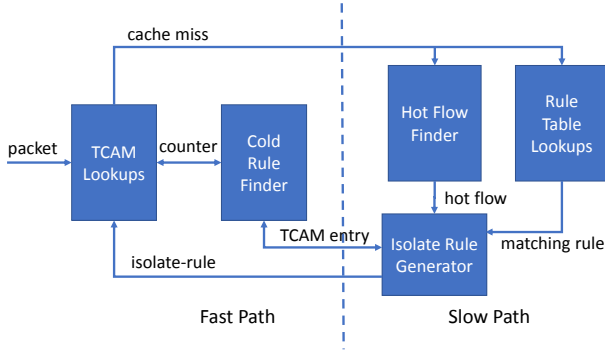 cache miss
packet
TCAM
Lookups
counter
Cold
Rule
Finder
Hot Flow
Finder
Rule
Table
Lookups
hot flow
TCAM entry
Isolate Rule
Generator
matching rule
isolate-rule
Fast Path
Slow Path